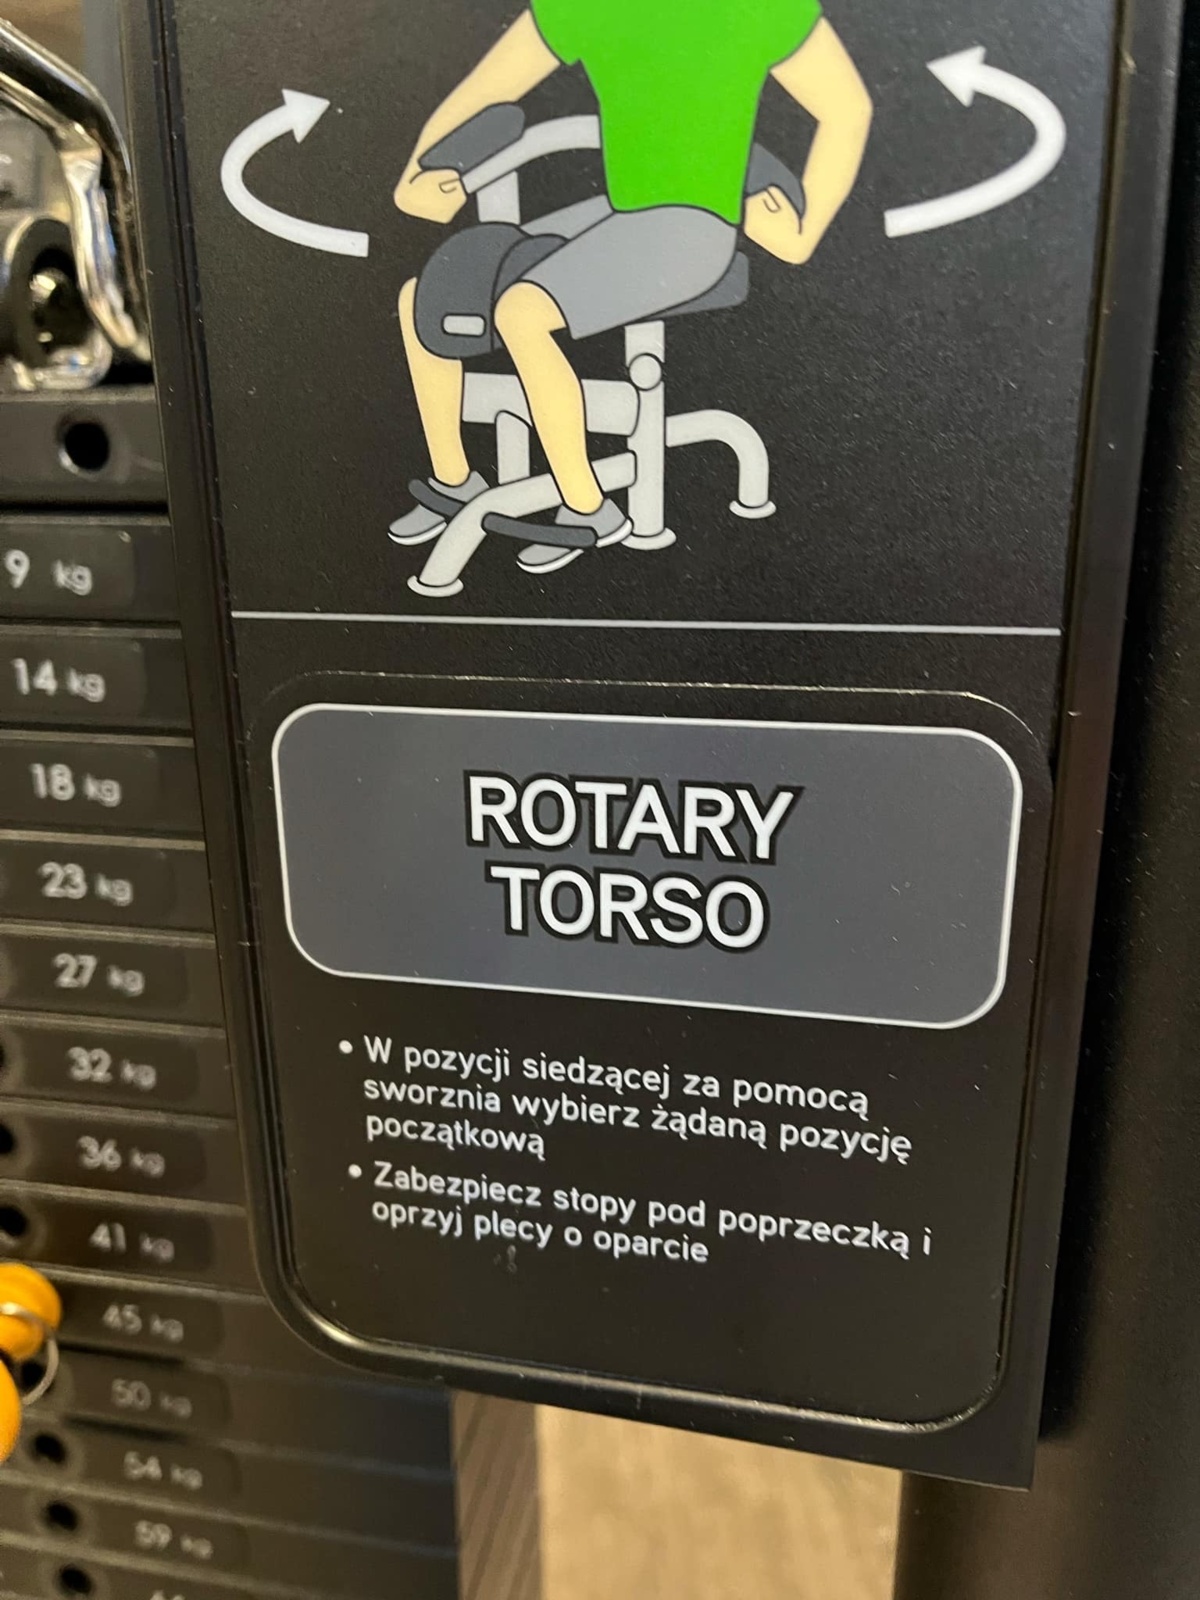 9 kg
14 kg
18 kg
23 kg
27 kg
32 kg
36 kg
41 kg
45 kg
50 kg
54 kg
59 kg
ROTARY
TORSO
• W pozycji siedzącej za pomocą
sworznia wybierz żądaną pozycję
początkową
• Zabezpiecz stopy pod poprzeczką i
oprzyj plecy o oparcie